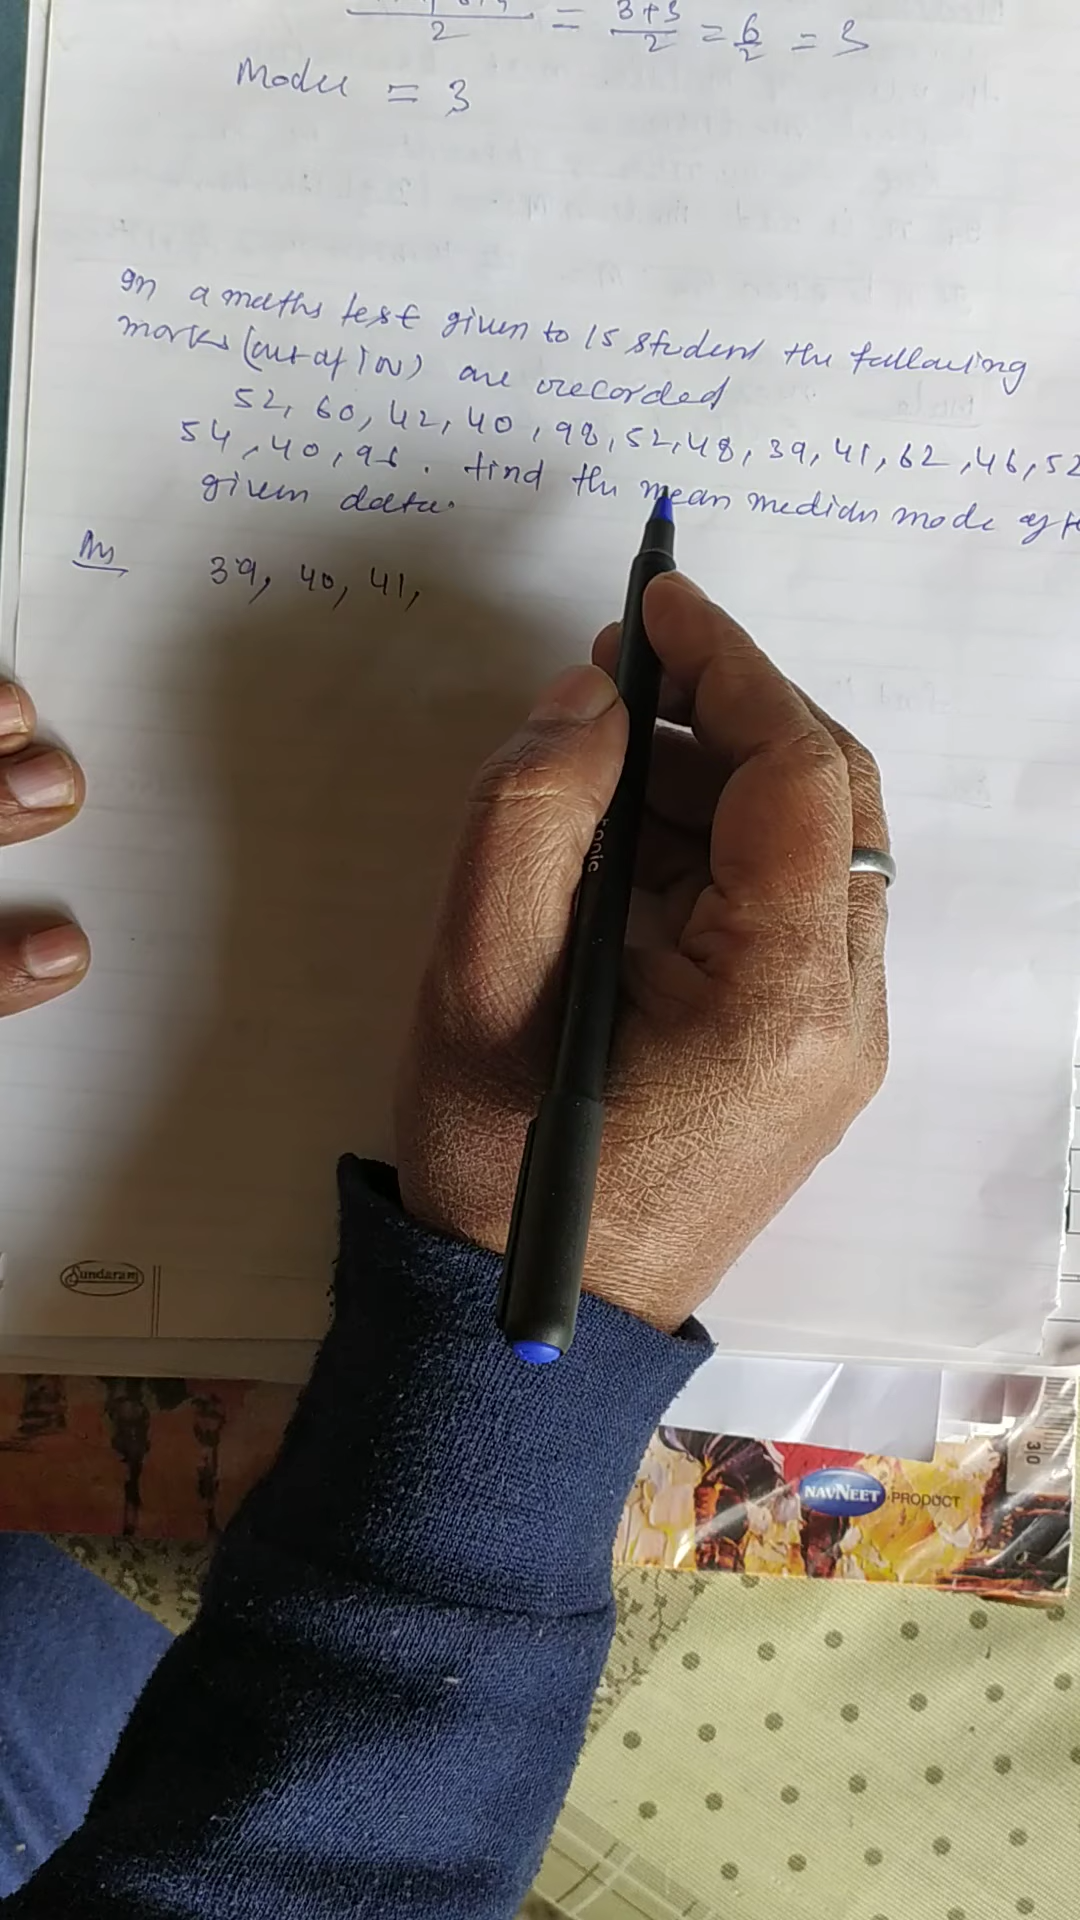 2 = 3+3 2 = 6 2 = 3
Mode = 3
In a maths test given to 15 student the following
marks (out of 100) are recorded
52, 60, 42, 40, 98, 52, 48, 39, 41, 62, 46, 52
54, 40, 96. find the mean median mode of
given data.
Ans 39, 40, 41,
tonic
Sundaram
30
NAVNEET PRODUCT